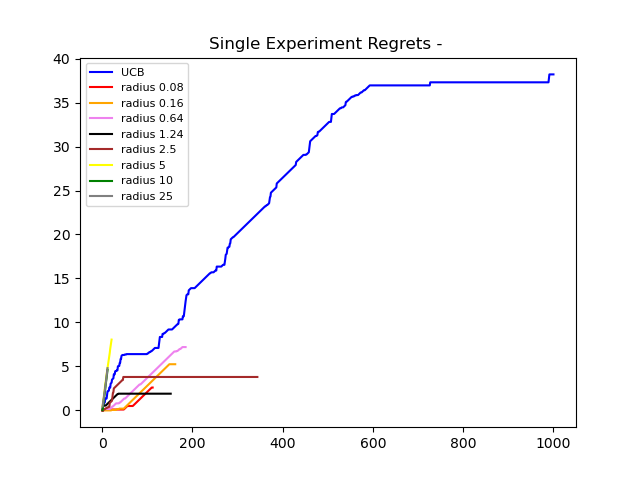 Single Experiment Regrets -
40
35
30
25
20
15
10
5
0
UCB
radius 0.08
radius 0.16
radius 0.64
radius 1.24
radius 2.5
radius 5
radius 10
radius 25
0 200 400 600 800 1000